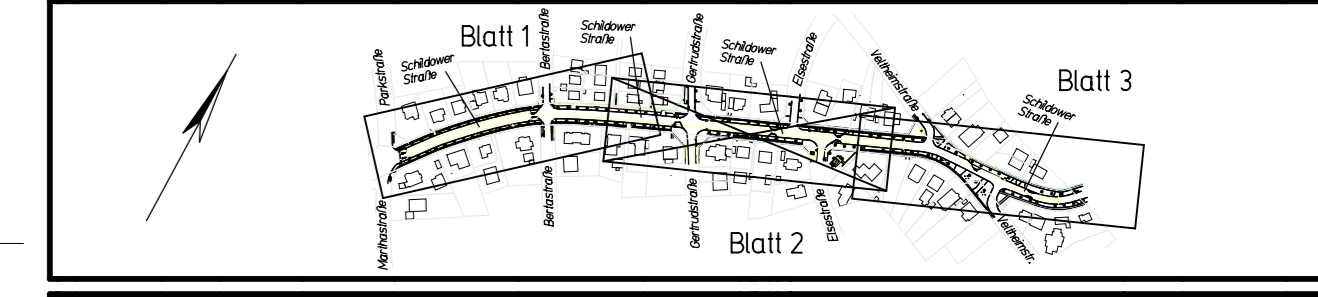 Blatt 1
Parkstraße
Schildower
Straße
Bertastraße
Schildower
Straße
Gertrudstraße
Schildower
Straße
Elsestraße
Veltheimstraße
Blatt 3
Schildower
Straße
Marthastraße
Bertastraße
Gertrudstraße
Blatt 2
Elsestraße
Veltheimstr.